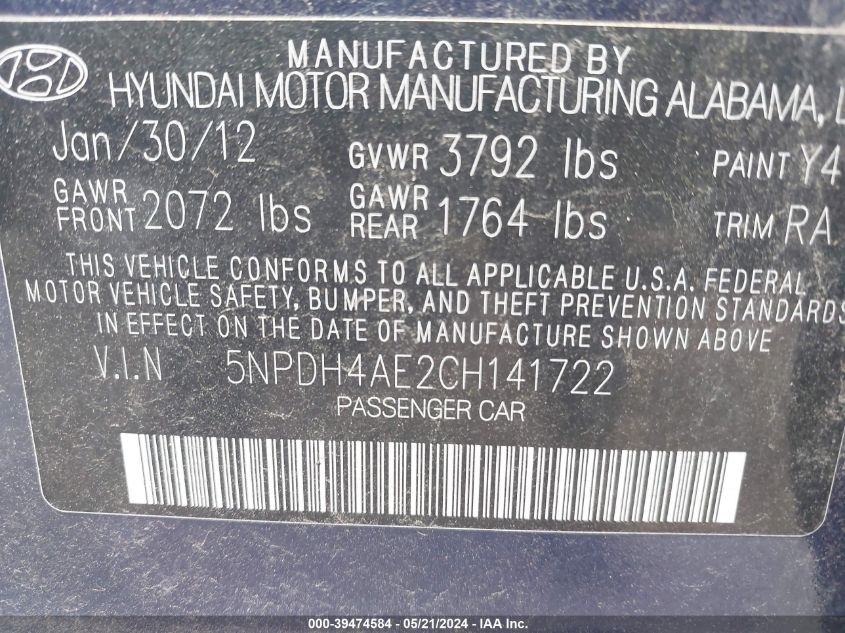 MANUFACTURED BY
HYUNDAI MOTOR MANUFACTURING ALABAMA, L
Jan/30/12 GVWR 3792 lbs PAINT Y4
GAWR FRONT 2072 lbs GAWR REAR 1764 lbs TRIM RA
THIS VEHICLE CONFORMS TO ALL APPLICABLE U.S.A. FEDERAL
MOTOR VEHICLE SAFETY, BUMPER, AND THEFT PREVENTION STANDARDS
IN EFFECT ON THE DATE OF MANUFACTURE SHOWN ABOVE
V.I.N 5NPDH4AE2CH141722
PASSENGER CAR
000-39474584 - 05/21/2024 - IAA Inc.